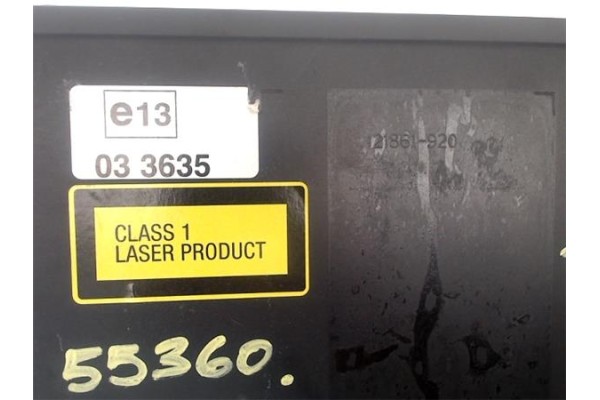 e13
03 3635
CLASS 1
LASER PRODUCT
55360.